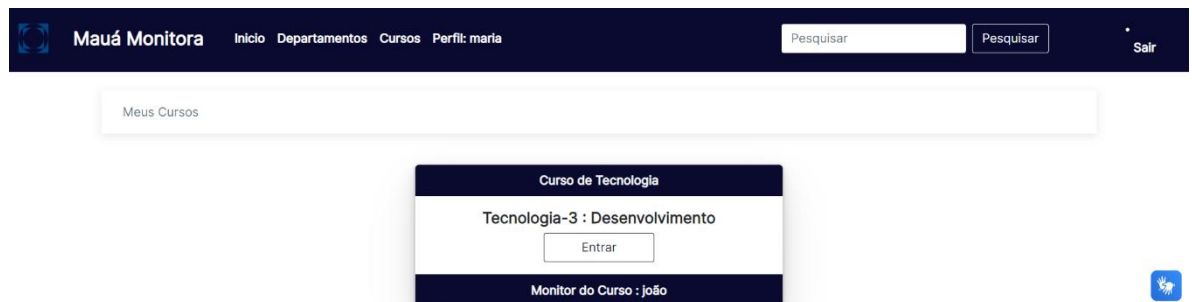 Mauá Monitora Inicio Departamentos Cursos Perfil: maria Pesquisar Pesquisar Sair
Meus Cursos
Curso de Tecnologia
Tecnologia-3 : Desenvolvimento
Entrar
Monitor do Curso : joão